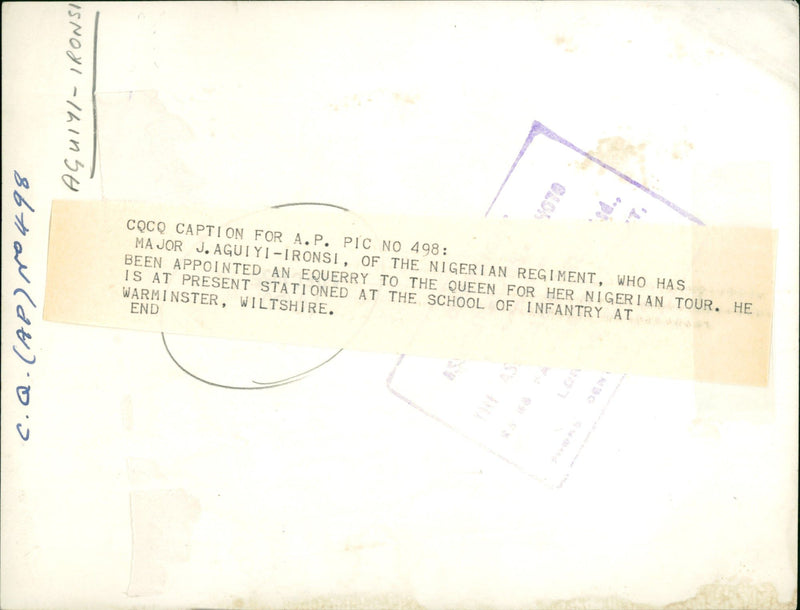 AGUIYI-IRONSI
C.Q.(AP) No 498
CQCQ CAPTION FOR A.P. PIC NO 498:
MAJOR J.AGUIYI-IRONSI, OF THE NIGERIAN REGIMENT, WHO HAS
BEEN APPOINTED AN EQUERRY TO THE QUEEN FOR HER NIGERIAN TOUR. HE
IS AT PRESENT STATIONED AT THE SCHOOL OF INFANTRY AT
WARMINSTER, WILTSHIRE.
END